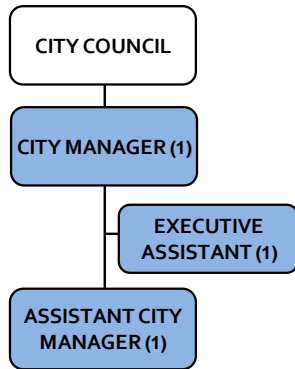 CITY COUNCIL
CITY MANAGER (1)
EXECUTIVE
ASSISTANT (1)
ASSISTANT CITY
MANAGER (1)